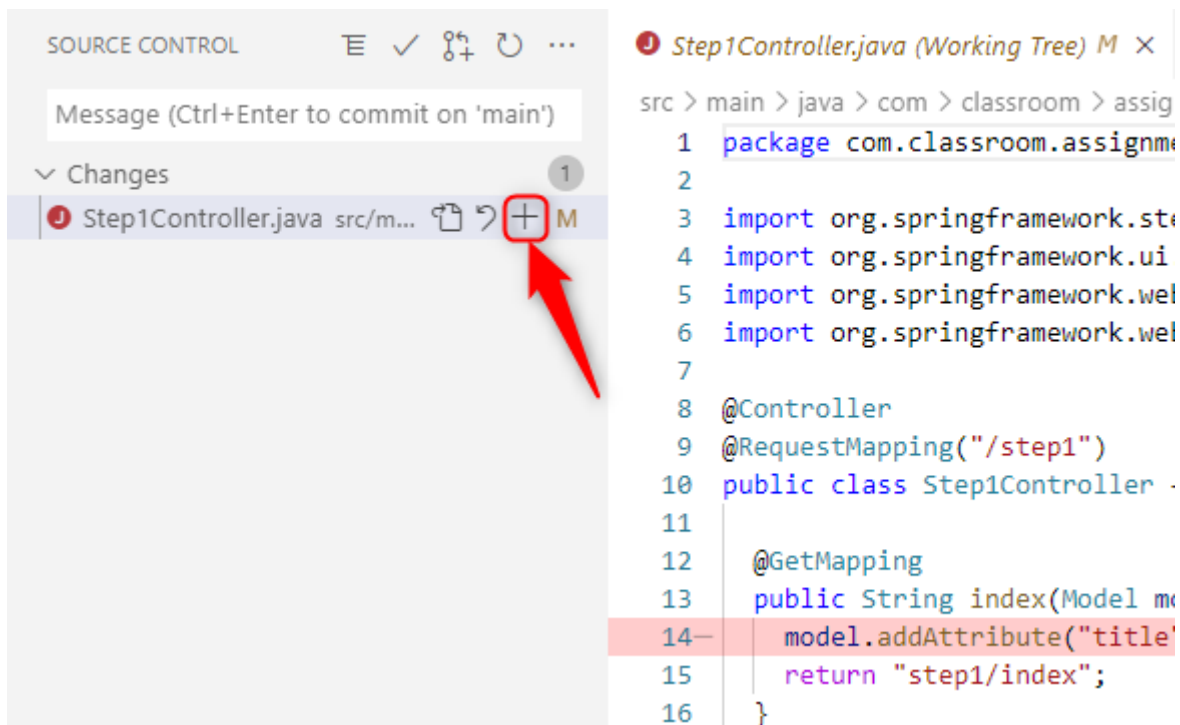 SOURCE CONTROL
Message (Ctrl+Enter to commit on 'main')
Changes 1
Step1Controller.java src/m... M
Step1Controller.java (Working Tree) M
src > main > java > com > classroom > assig
1 package com.classroom.assignme
2
3 import org.springframework.ste
4 import org.springframework.ui
5 import org.springframework.web
6 import org.springframework.web
7
8 @Controller
9 @RequestMapping("/step1")
10 public class Step1Controller
11
12 @GetMapping
13 public String index(Model mo
14— model.addAttribute("title"
15 return "step1/index";
16 }